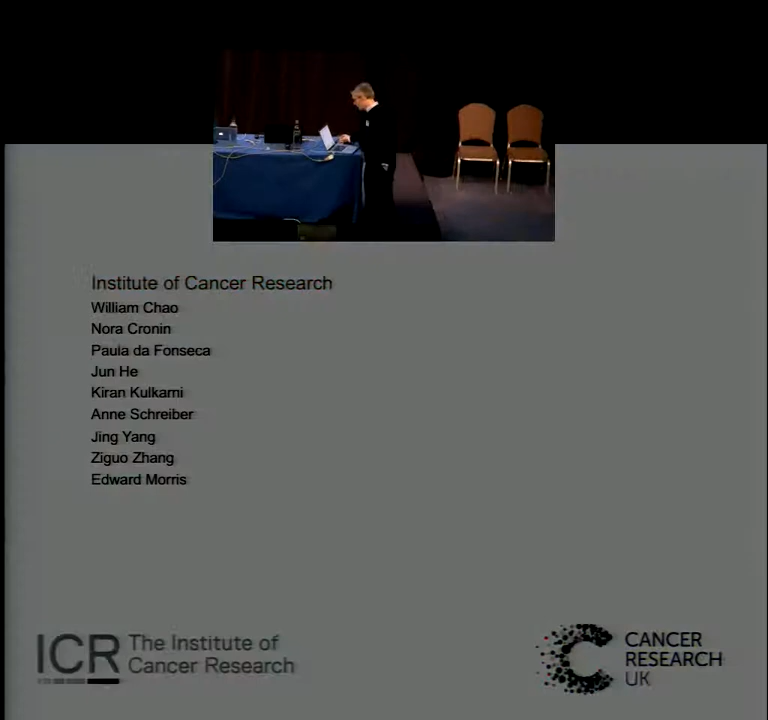 Institute of Cancer Research
William Chao
Nora Cronin
Paula da Fonseca
Jun He
Kiran Kulkarni
Anne Schreiber
Jing Yang
Ziguo Zhang
Edward Morris
ICR The Institute of
Cancer Research
CANCER
RESEARCH
UK